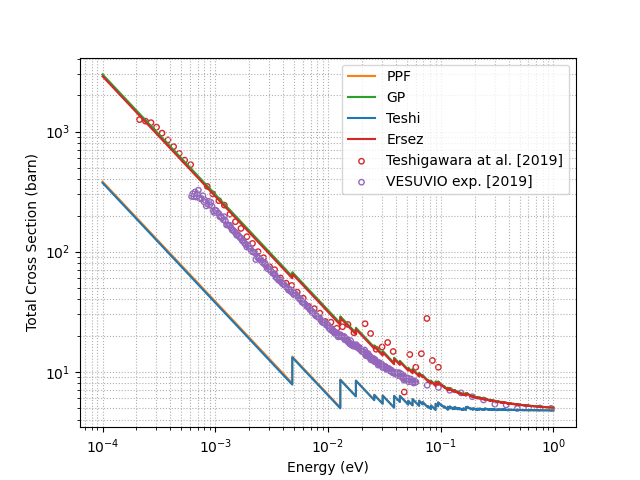 PPF
GP
Teshi
Ersez
Teshigawara at al. [2019]
VESUVIO exp. [2019]
Total Cross Section (barn)
10³
10²
10¹
10⁻⁴
10⁻³
10⁻²
10⁻¹
10⁰
Energy (eV)